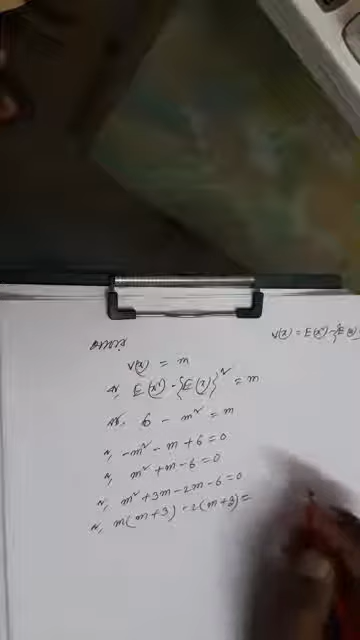 V(x) = E(x²) - {E(x)
V(x) = m
বা, E(x²) - {E(x)}² = m
বা, 6 - m² = m
বা, -m² - m + 6 = 0
বা, m² + m - 6 = 0
বা, m² + 3m - 2m - 6 = 0
বা, m(m+3) - 2(m+3) =